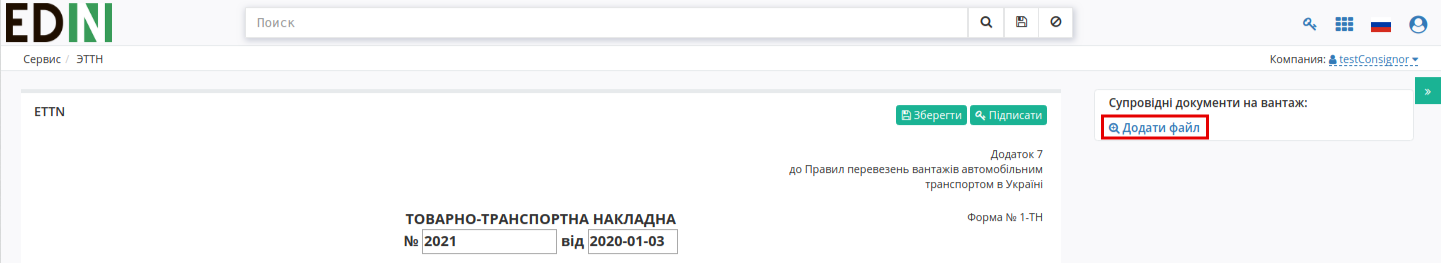 EDIN
Поиск
Сервис / ЭТТН
Компания: testConsignor
ETTN
Зберегти Підписати
Супровідні документи на вантаж:
Додати файл
Додаток 7
до Правил перевезень вантажів автомобільним
транспортом в Україні
Форма № 1-ТН
ТОВАРНО-ТРАНСПОРТНА НАКЛАДНА
№ 2021 від 2020-01-03